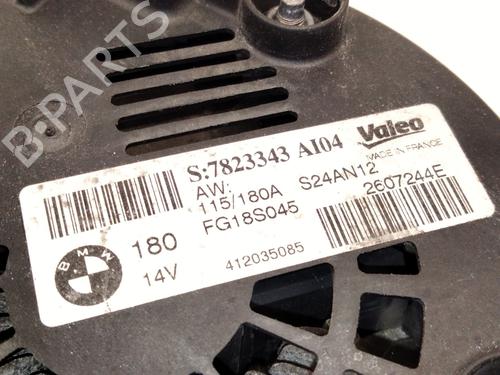 B-PARTS
S:7823343 AI04
Valeo
MADE IN FRANCE
AW:
115/180A S24AN12
FG18S045 2607244E
BMW
180
14V
412035085